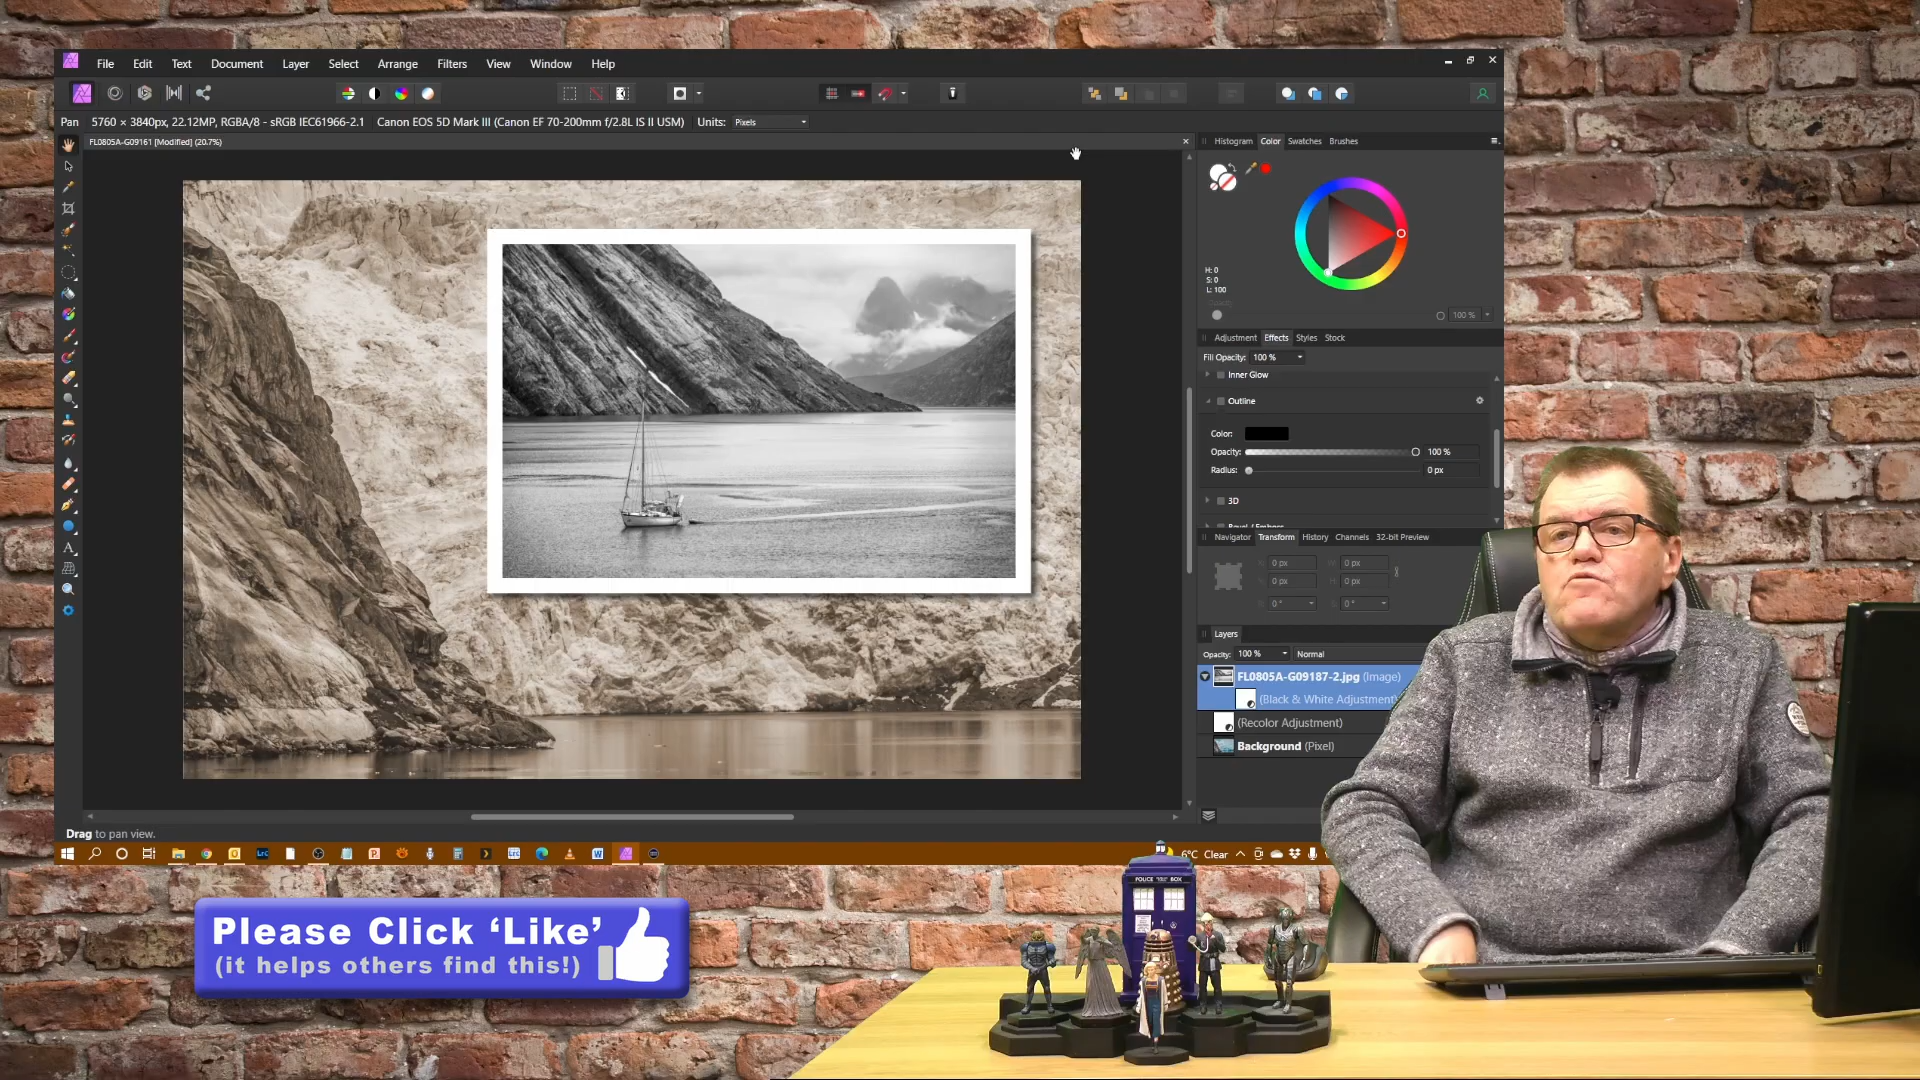 File Edit Text Document Layer Select Arrange Filters View Window Help
Pan 5760 × 3840px, 22.12MP, RGBA/8 - sRGB IEC61966-2.1 Canon EOS 5D Mark III (Canon EF 70-200mm f/2.8L IS II USM) Units: Pixels
FL0805A-G09161 [Modified] (20.7%)
Histogram Color Swatches Brushes
H: 0
S: 0
L: 100
Opacity
100 %
Adjustment Effects Styles Stock
Fill Opacity: 100 %
Inner Glow
Outline
Color:
Opacity: 100 %
Radius: 0 px
3D
Bevel / Emboss
Navigator Transform History Channels 32-bit Preview
X: 0 px W: 0 px
Y: 0 px H: 0 px
0 ° 0 °
Layers
Opacity: 100 % Normal
FL0805A-G09187-2.jpg (Image)
(Black & White Adjustment)
(Recolor Adjustment)
Background (Pixel)
Drag to pan view.
6°C Clear
POLICE BOX
Please Click ‘Like’
(it helps others find this!)